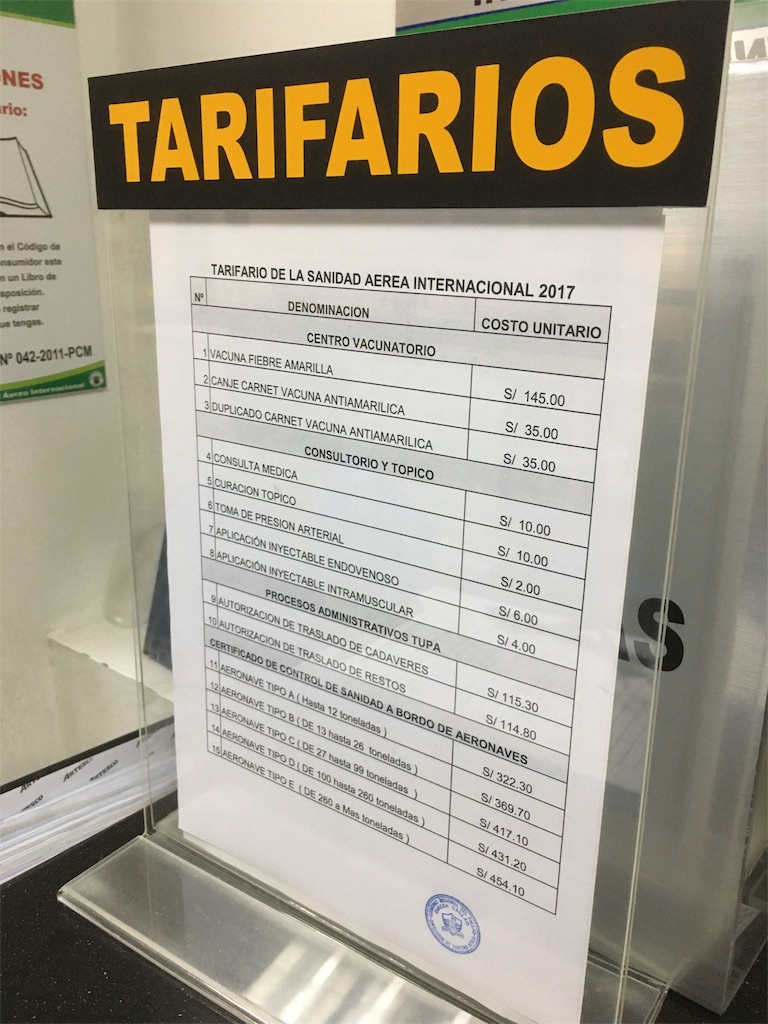 TARIFARIOS
TARIFARIO DE LA SANIDAD AEREA INTERNACIONAL 2017
Nº DENOMINACION COSTO UNITARIO
CENTRO VACUNATORIO
1 VACUNA FIEBRE AMARILLA S/ 145.00
2 CANJE CARNET VACUNA ANTIAMARILICA S/ 35.00
3 DUPLICADO CARNET VACUNA ANTIAMARILICA S/ 35.00
CONSULTORIO Y TOPICO
4 CONSULTA MEDICA S/ 10.00
5 CURACION TOPICO S/ 10.00
6 TOMA DE PRESION ARTERIAL S/ 2.00
7 APLICACIÓN INYECTABLE ENDOVENOSO S/ 6.00
8 APLICACIÓN INYECTABLE INTRAMUSCULAR S/ 4.00
PROCESOS ADMINISTRATIVOS TUPA
9 AUTORIZACION DE TRASLADO DE CADAVERES S/ 115.30
10 AUTORIZACION DE TRASLADO DE RESTOS S/ 114.80
CERTIFICADO DE CONTROL DE SANIDAD A BORDO DE AERONAVES
11 AERONAVE TIPO A ( Hasta 12 toneladas ) S/ 322.30
12 AERONAVE TIPO B ( DE 13 hasta 26 toneladas ) S/ 369.70
13 AERONAVE TIPO C ( DE 27 hasta 99 toneladas ) S/ 417.10
14 AERONAVE TIPO D ( DE 100 hasta 260 toneladas ) S/ 431.20
15 AERONAVE TIPO E ( DE 260 a Mas toneladas ) S/ 454.10
ONES
rio:
n el Código de
nsumidor este
n un Libro de
sposición.
registrar
ue tengas.
Nº 042-2011-PCM
Aerea Internacional
AS
ARTESCO